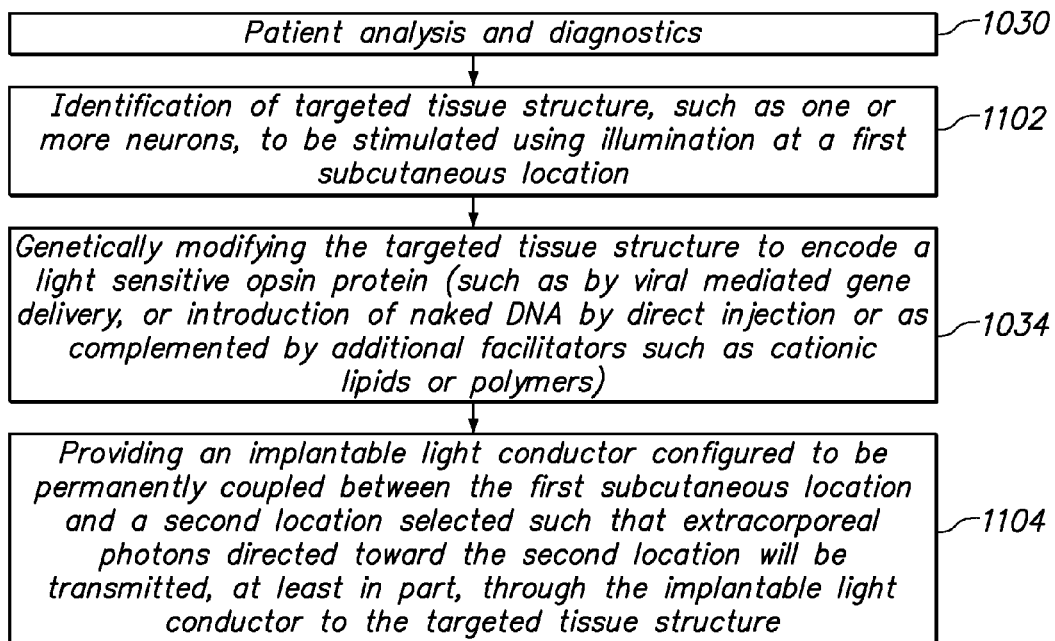 Patient analysis and diagnostics
1030
Identification of targeted tissue structure, such as one or
more neurons, to be stimulated using illumination at a first
subcutaneous location
1102
Genetically modifying the targeted tissue structure to encode a
light sensitive opsin protein (such as by viral mediated gene
delivery, or introduction of naked DNA by direct injection or as
complemented by additional facilitators such as cationic
lipids or polymers)
1034
Providing an implantable light conductor configured to be
permanently coupled between the first subcutaneous location
and a second location selected such that extracorporeal
photons directed toward the second location will be
transmitted, at least in part, through the implantable light
conductor to the targeted tissue structure
1104